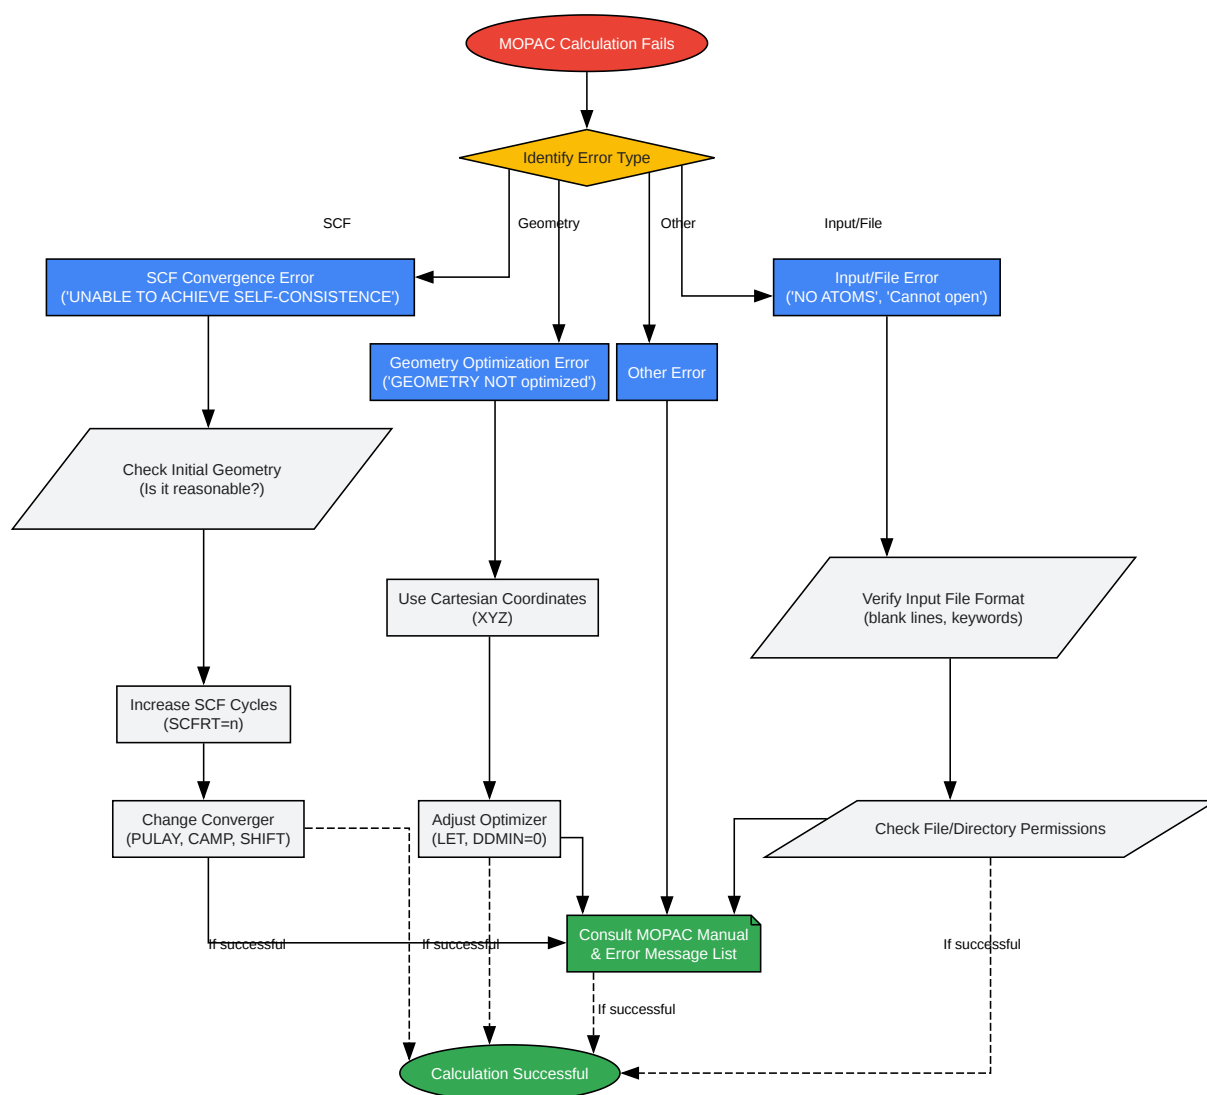 MOPAC Calculation Fails
Identify Error Type
SCF
Geometry
Other
Input/File
SCF Convergence Error
('UNABLE TO ACHIEVE SELF-CONSISTENCE')
Input/File Error
('NO ATOMS', 'Cannot open')
Geometry Optimization Error
('GEOMETRY NOT optimized')
Other Error
Check Initial Geometry
(Is it reasonable?)
Use Cartesian Coordinates
(XYZ)
Verify Input File Format
(blank lines, keywords)
Increase SCF Cycles
(SCFRT=n)
Change Converger
(PULAY, CAMP, SHIFT)
Adjust Optimizer
(LET, DDMIN=0)
Check File/Directory Permissions
If successful
If successful
Consult MOPAC Manual
& Error Message List
If successful
If successful
Calculation Successful